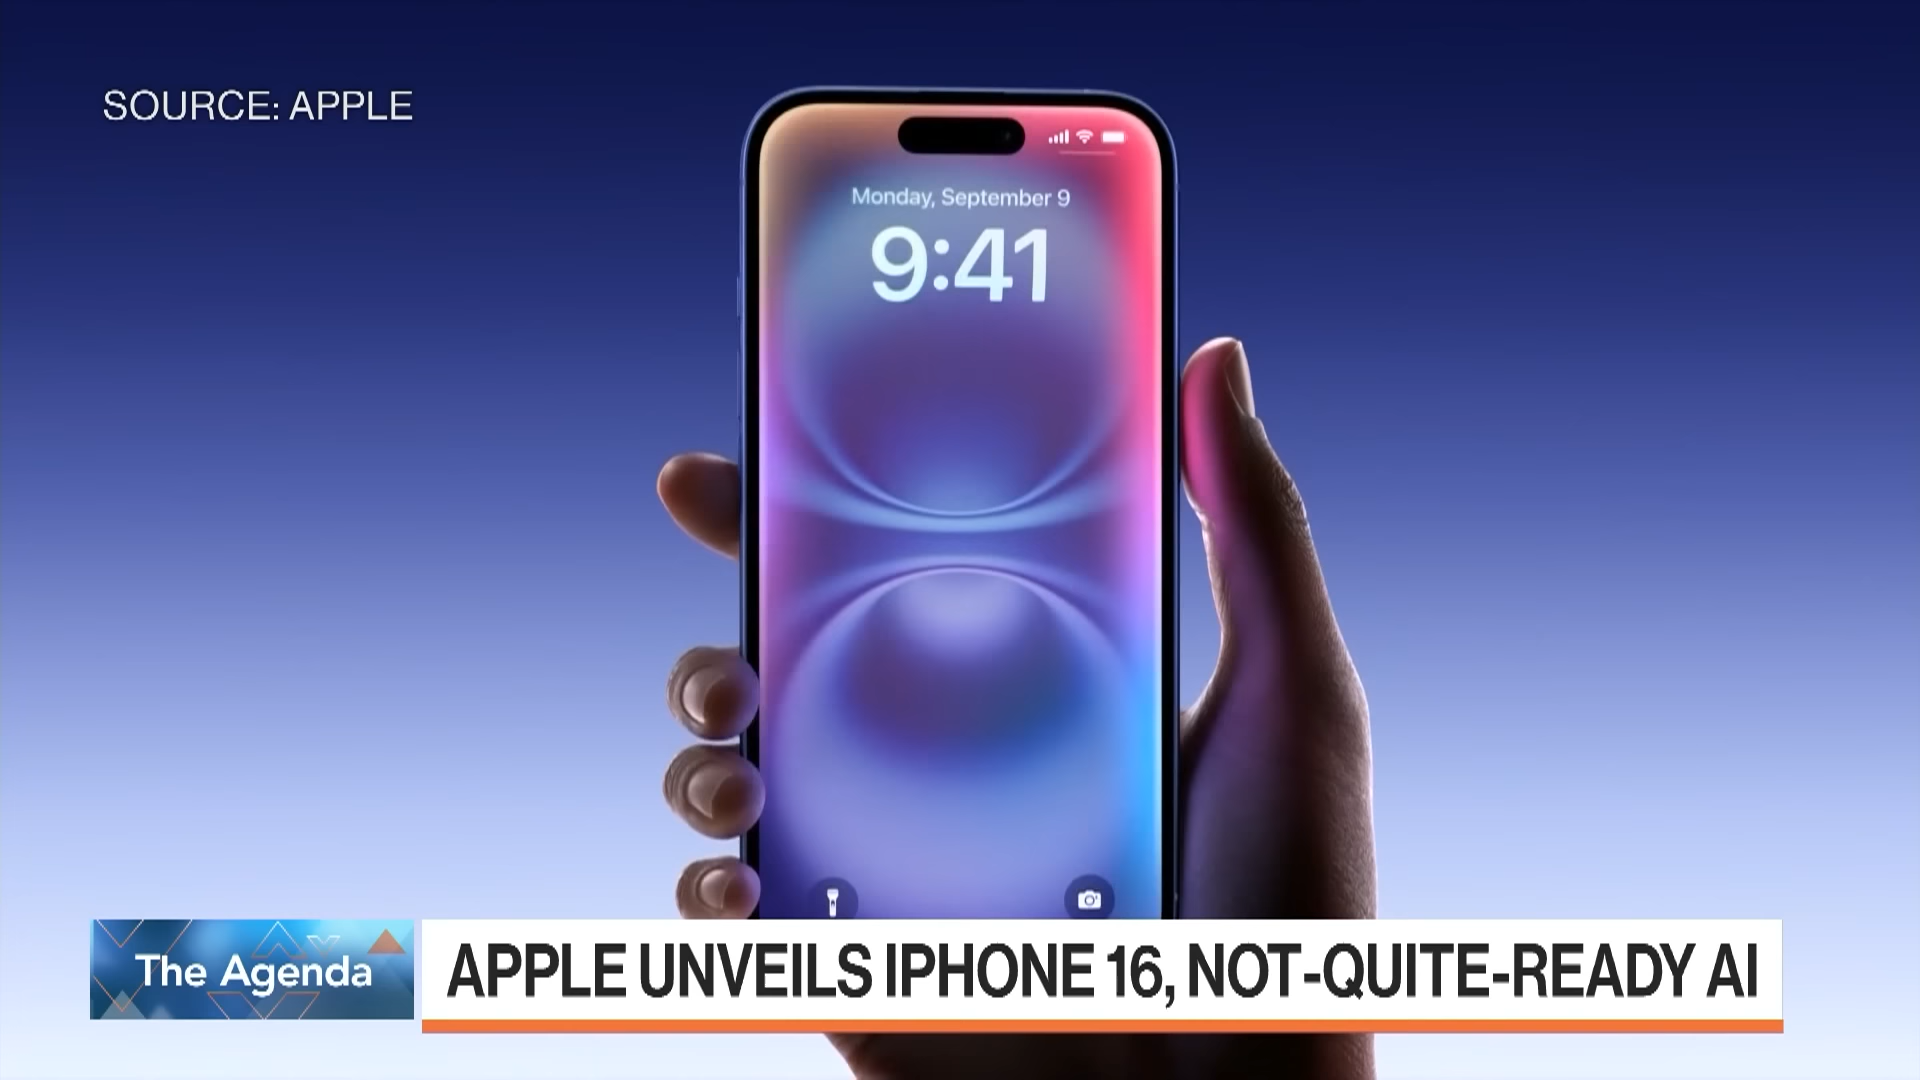 SOURCE: APPLE
Monday, September 9
9:41
The Agenda
APPLE UNVEILS IPHONE 16, NOT-QUITE-READY AI